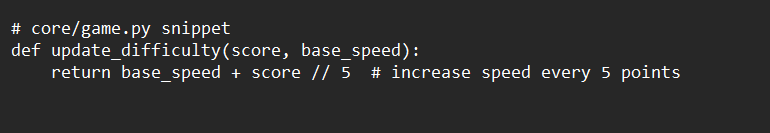 # core/game.py snippet
def update_difficulty(score, base_speed):
    return base_speed + score // 5  # increase speed every 5 points